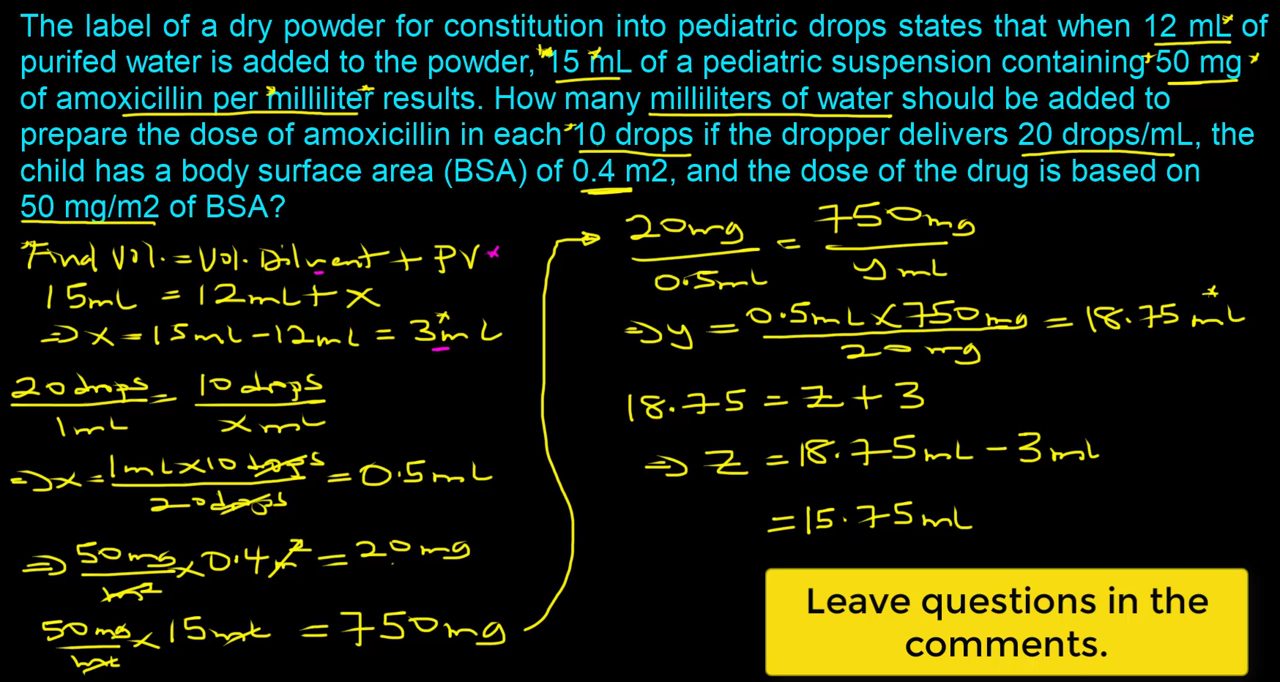 The label of a dry powder for constitution into pediatric drops states that when 12 mL of
purifed water is added to the powder, 15 mL of a pediatric suspension containing 50 mg
of amoxicillin per milliliter results. How many milliliters of water should be added to
prepare the dose of amoxicillin in each 10 drops if the dropper delivers 20 drops/mL, the
child has a body surface area (BSA) of 0.4 m2, and the dose of the drug is based on
50 mg/m2 of BSA?
Final Vol. = Vol. Diluent + PV
15mL = 12mL + x
⇒ x = 15mL - 12mL = 3mL
20drops/1mL = 10drops/x mL
⇒ x = 1mL × 10 drops/20drops = 0.5mL
⇒ 50mg/m² × 0.4 m² = 20mg
50mg/mL × 15mL = 750mg
20mg/0.5mL = 750mg/y mL
⇒ y = 0.5mL × 750mg/20mg = 18.75 mL
18.75 = Z + 3
⇒ Z = 18.75mL - 3mL
= 15.75mL
Leave questions in the
comments.